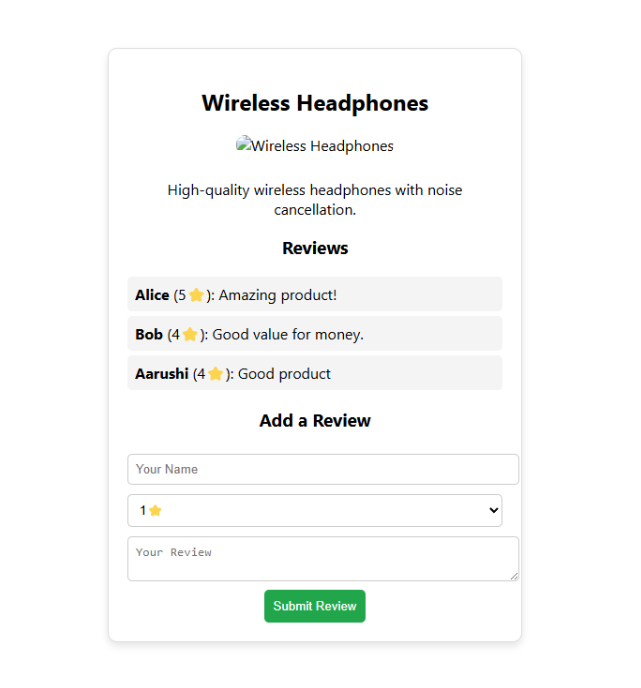 Wireless Headphones
Wireless Headphones
High-quality wireless headphones with noise
cancellation.
Reviews
Alice (5⭐): Amazing product!
Bob (4⭐): Good value for money.
Aarushi (4⭐): Good product
Add a Review
Your Name
1⭐
Your Review
Submit Review